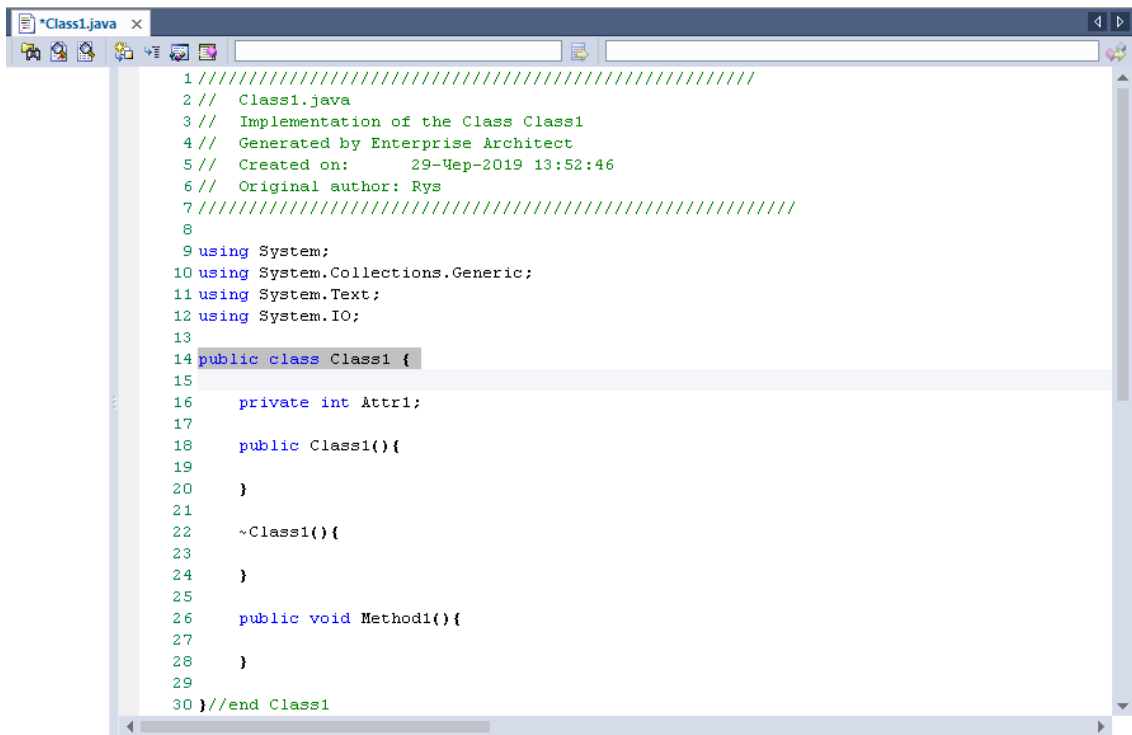 *Class1.java
1 ////////////////////////////////////////////////////////
2 //  Class1.java
3 //  Implementation of the Class Class1
4 //  Generated by Enterprise Architect
5 //  Created on:      29-Чер-2019 13:52:46
6 //  Original author: Rys
7 ////////////////////////////////////////////////////////////
8
9 using System;
10 using System.Collections.Generic;
11 using System.Text;
12 using System.IO;
13
14 public class Class1 {
15
16     private int Attr1;
17
18     public Class1(){
19
20     }
21
22     ~Class1(){
23
24     }
25
26     public void Method1(){
27
28     }
29
30 }//end Class1